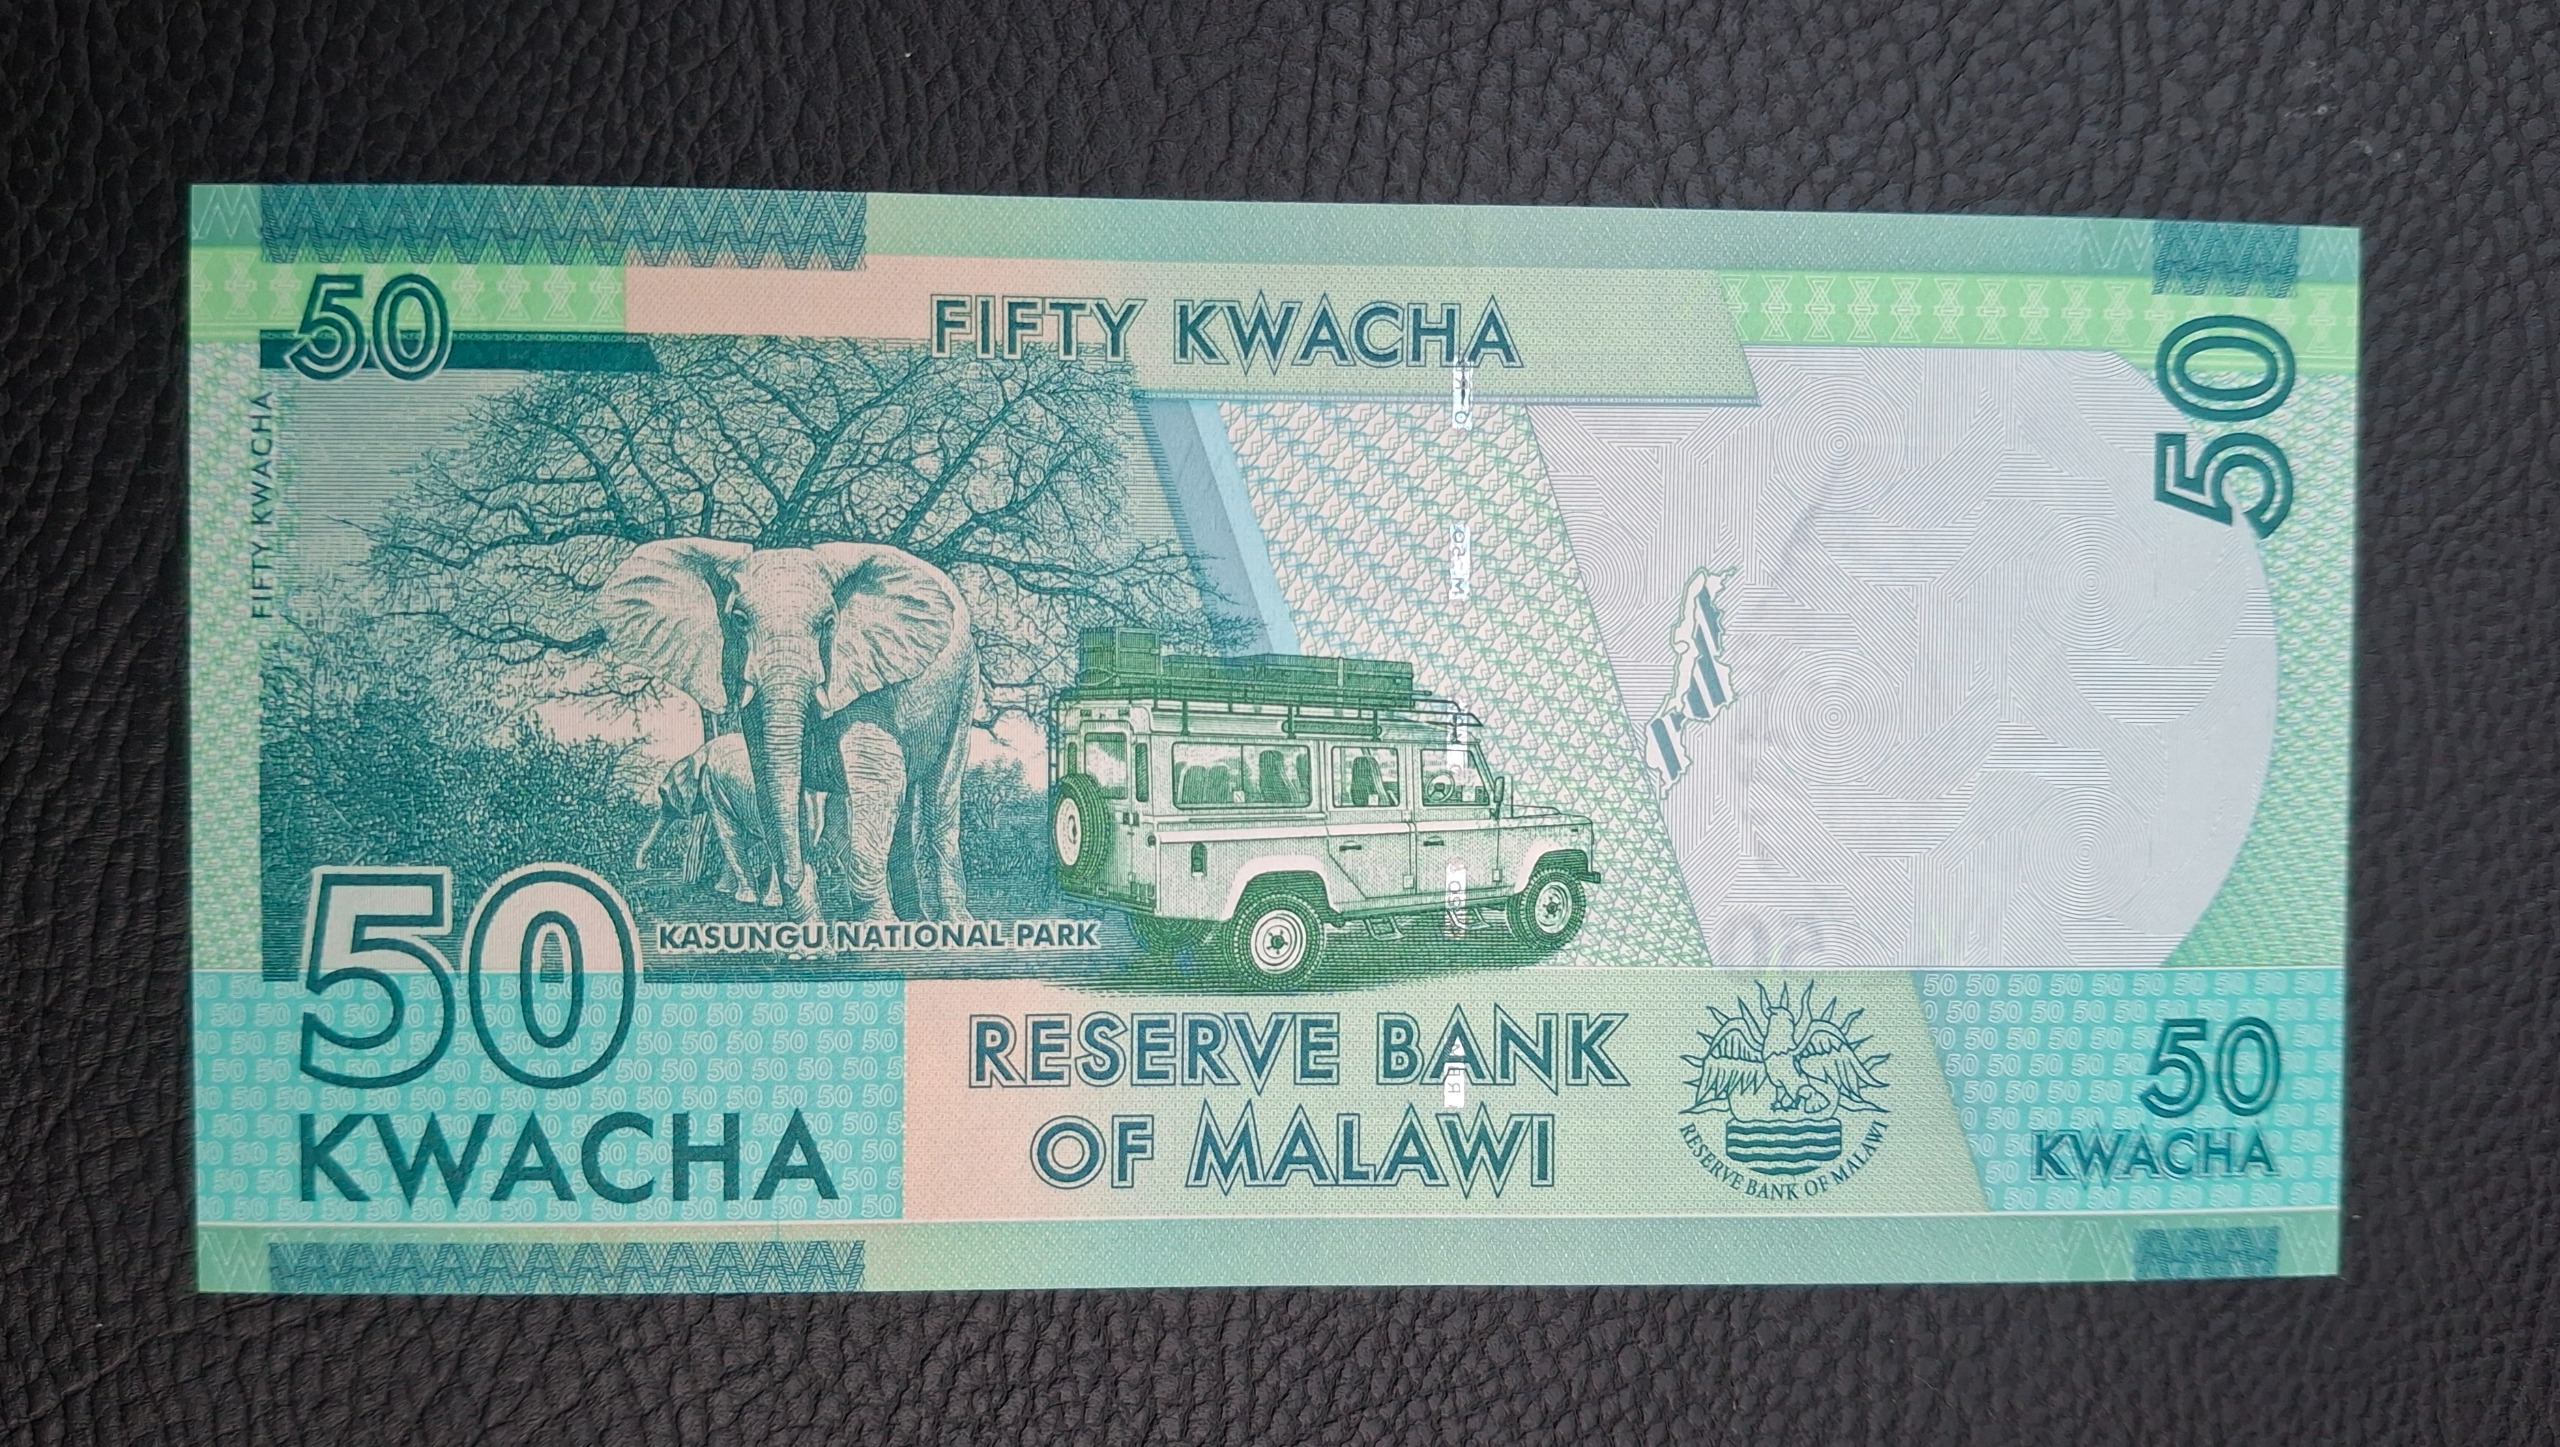 50
FIFTY KWACHA
50
FIFTY KWACHA
KASUNGU NATIONAL PARK
50
KWACHA
RESERVE BANK
OF MALAWI
RESERVE BANK OF MALAWI
50
KWACHA